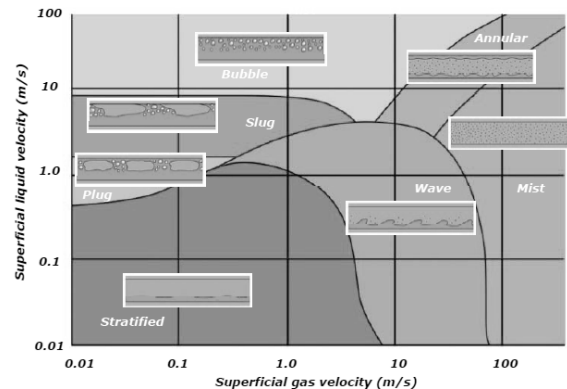 100
10
1.0
0.1
0.01
Superficial liquid velocity (m/s)
Bubble
Annular
Slug
Plug
Wave
Mist
Stratified
0.01
0.1
1.0
10
100
Superficial gas velocity (m/s)